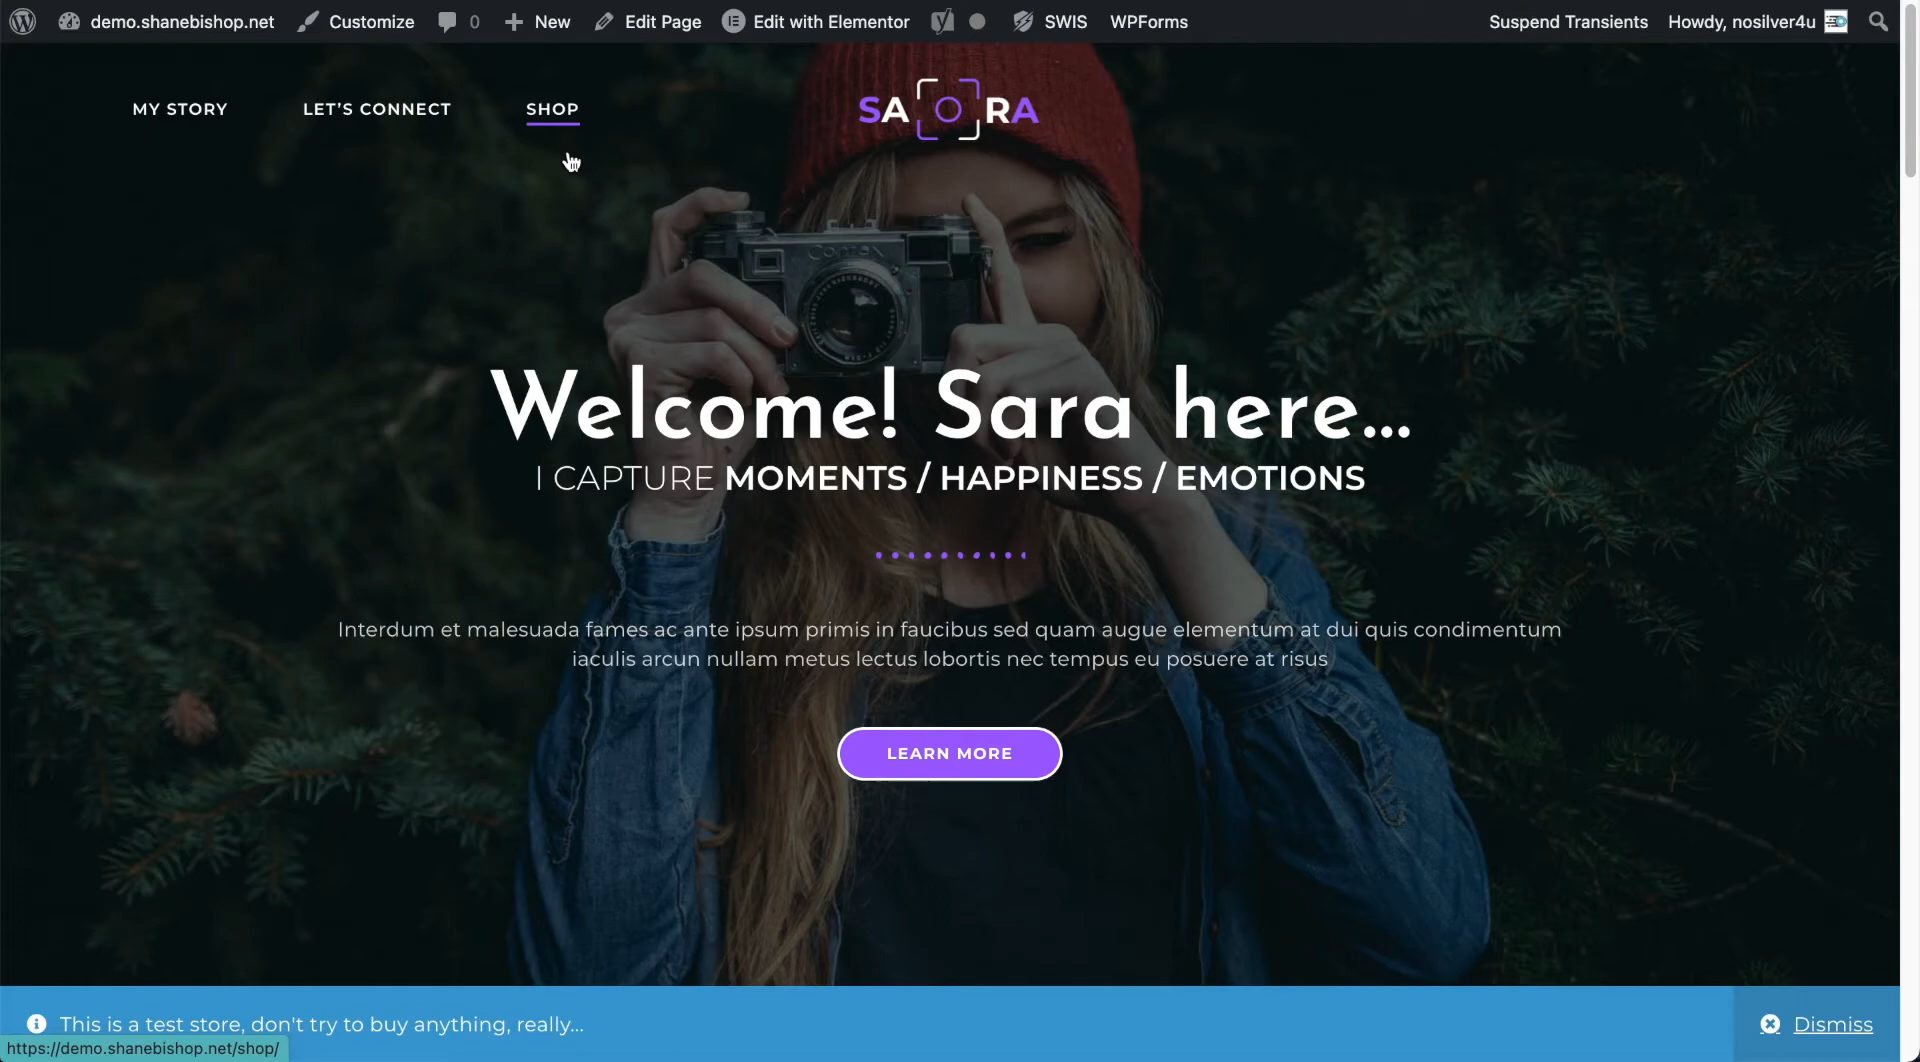 demo.shanebishop.net Customize 0 New Edit Page Edit with Elementor SWIS WPForms Suspend Transients Howdy, nosilver4u
MY STORY LET’S CONNECT SHOP
SA RA
Contax
Welcome! Sara here...
I CAPTURE MOMENTS / HAPPINESS / EMOTIONS
Interdum et malesuada fames ac ante ipsum primis in faucibus sed quam augue elementum at dui quis condimentum
iaculis arcun nullam metus lectus lobortis nec tempus eu posuere at risus
LEARN MORE
This is a test store, don't try to buy anything, really... Dismiss
https://demo.shanebishop.net/shop/